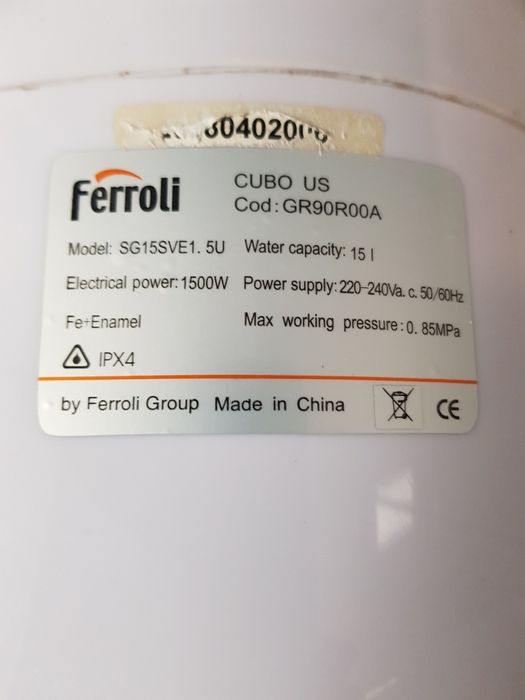 Ferroli
CUBO US
Cod: GR90R00A
Model: SG15SVE1. 5U Water capacity: 15 l
Electrical power: 1500W Power supply: 220-240Va. c. 50/60Hz
Fe+Enamel Max working pressure: 0. 85MPa
IPX4
by Ferroli Group Made in China CE